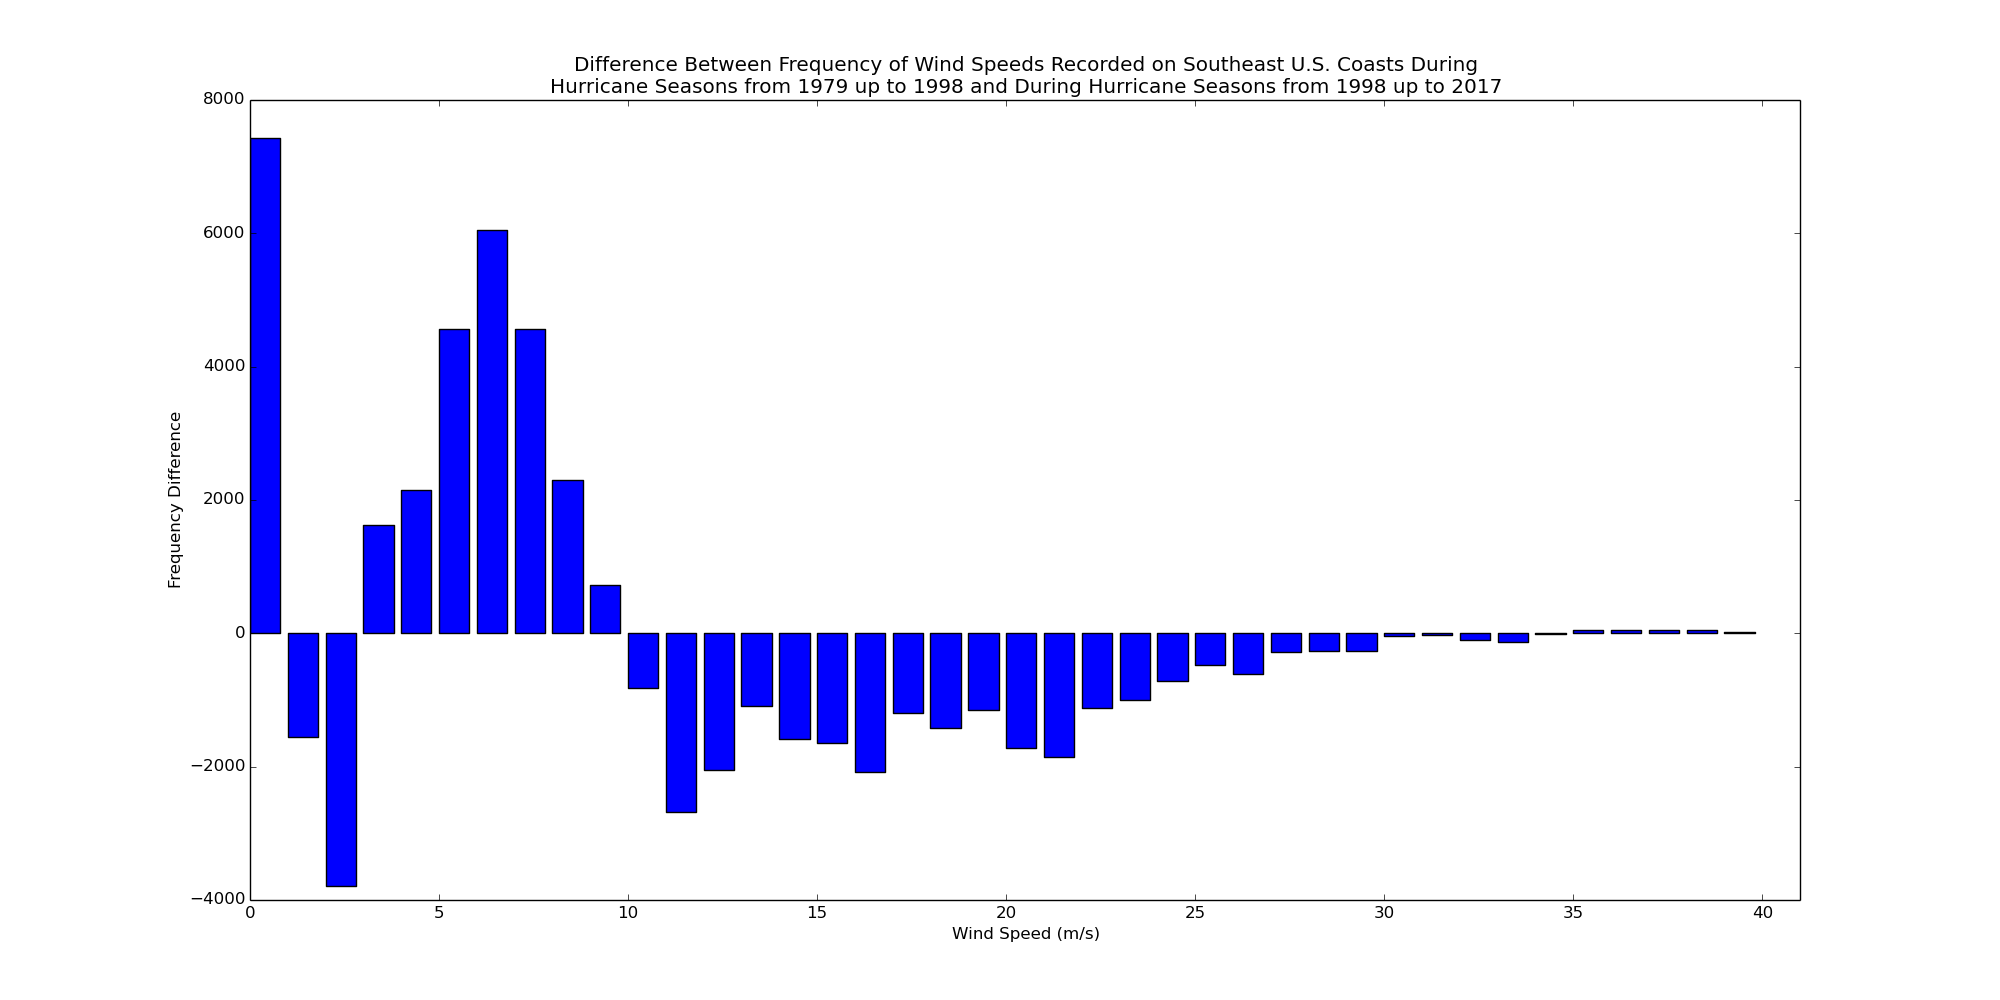 Difference Between Frequency of Wind Speeds Recorded on Southeast U.S. Coasts During
Hurricane Seasons from 1979 up to 1998 and During Hurricane Seasons from 1998 up to 2017
8000
6000
4000
2000
0
−2000
−4000
Frequency Difference
0 5 10 15 20 25 30 35 40
Wind Speed (m/s)